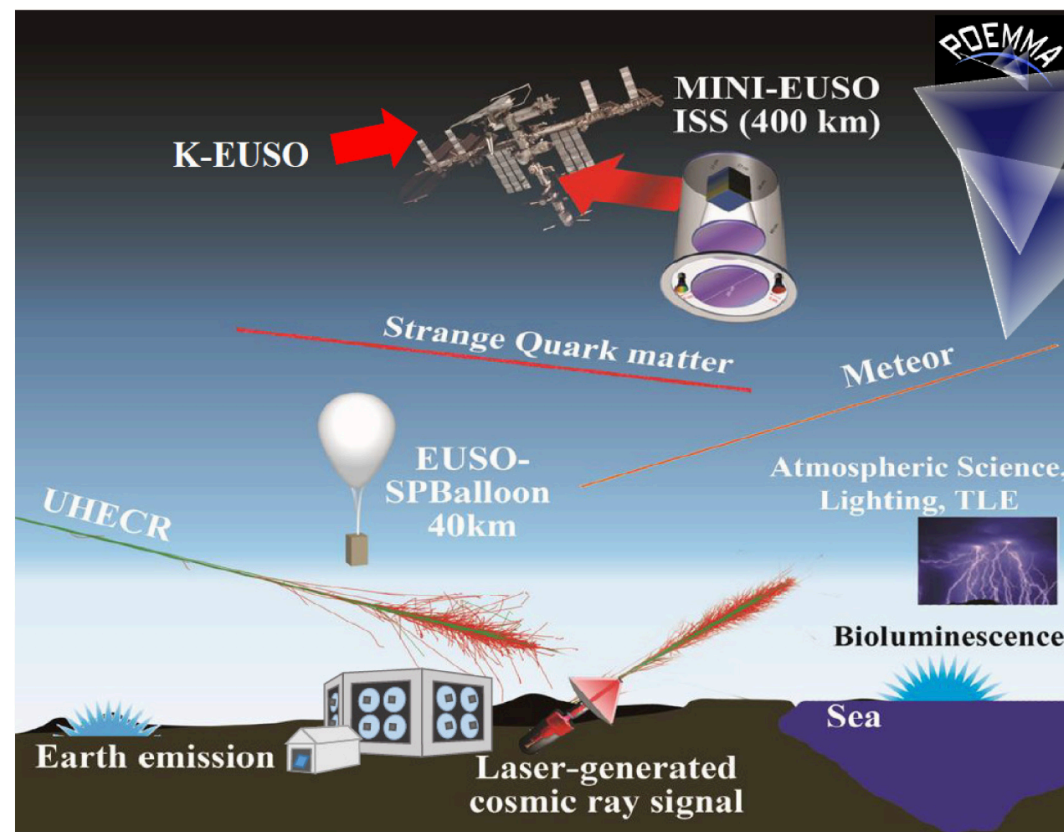 POEMMA
MINI-EUSO
ISS (400 km)
K-EUSO
Strange Quark matter
Meteor
EUSO-
SPBalloon
40km
Atmospheric Science,
Lighting, TLE
UHECR
Bioluminescence
Sea
Earth emission
Laser-generated
cosmic ray signal